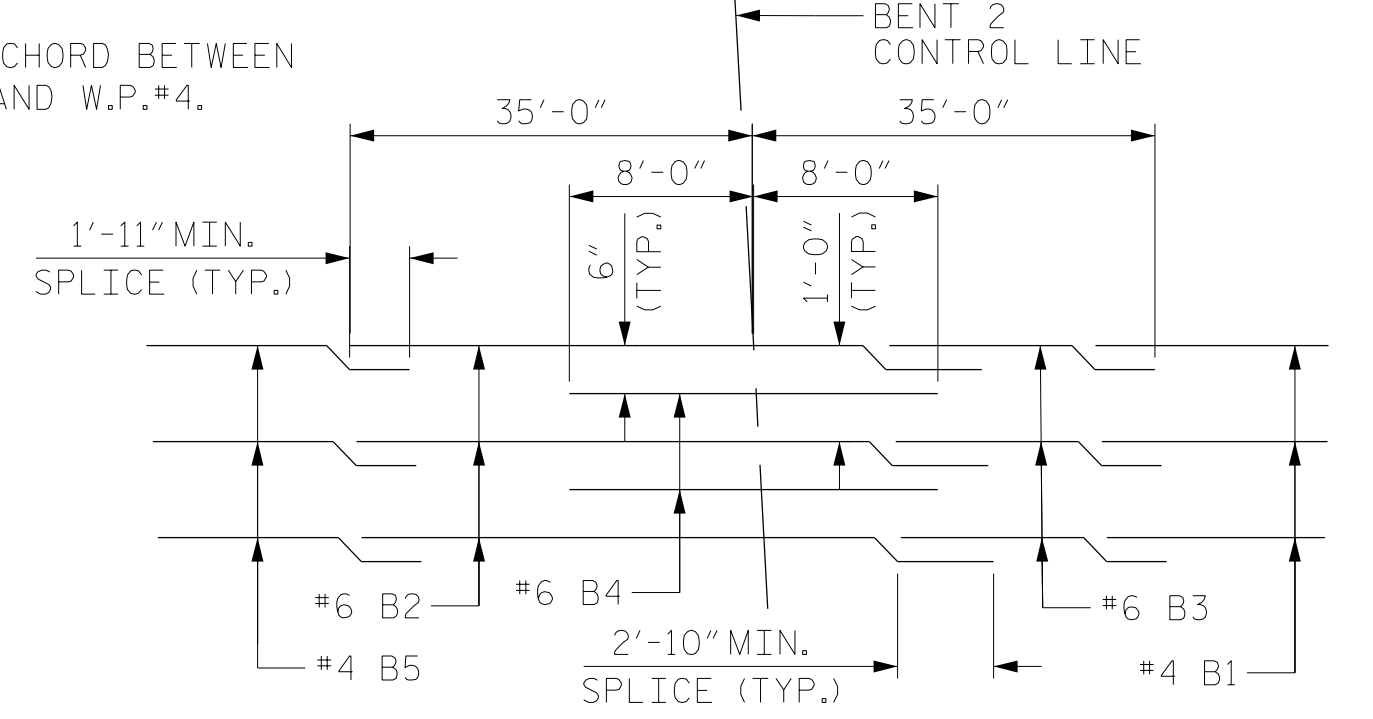 BENT 2
CONTROL LINE
CHORD BETWEEN
AND W.P.#4.
35'-0"
35'-0"
8'-0"
8'-0"
1'-11" MIN.
SPLICE (TYP.)
6"
(TYP.)
1'-0"
(TYP.)
#6 B2
#6 B4
#6 B3
#4 B5
2'-10" MIN.
SPLICE (TYP.)
#4 B1